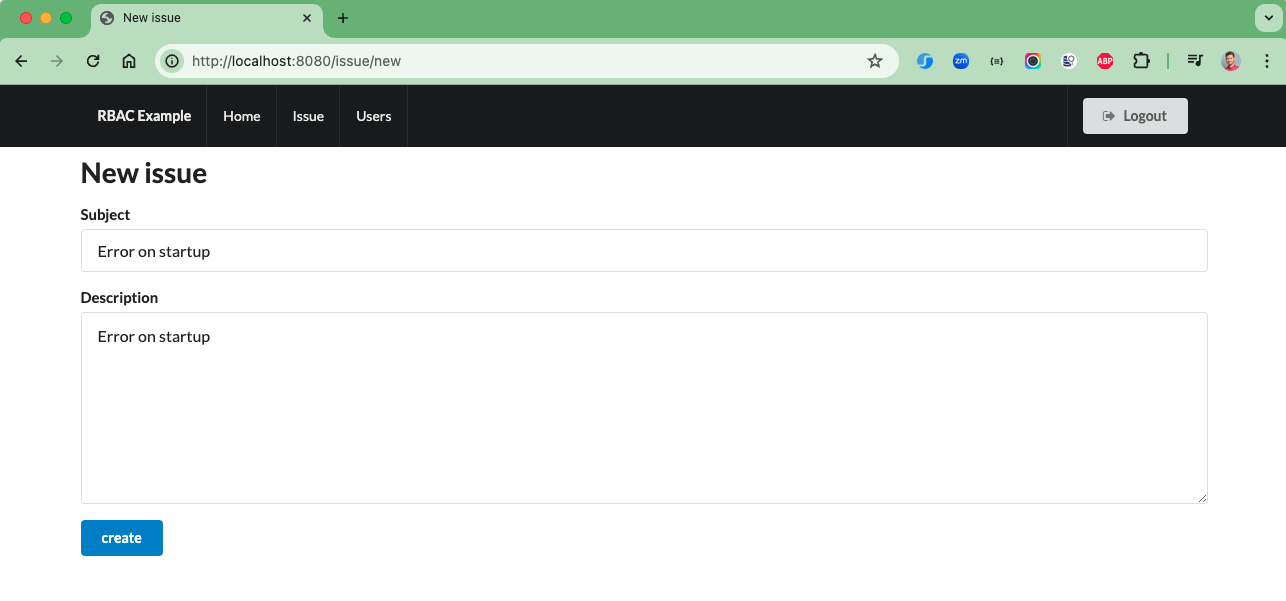 New issue
http://localhost:8080/issue/new
zm
ABP
RBAC Example Home Issue Users Logout
New issue
Subject
Error on startup
Description
Error on startup
create